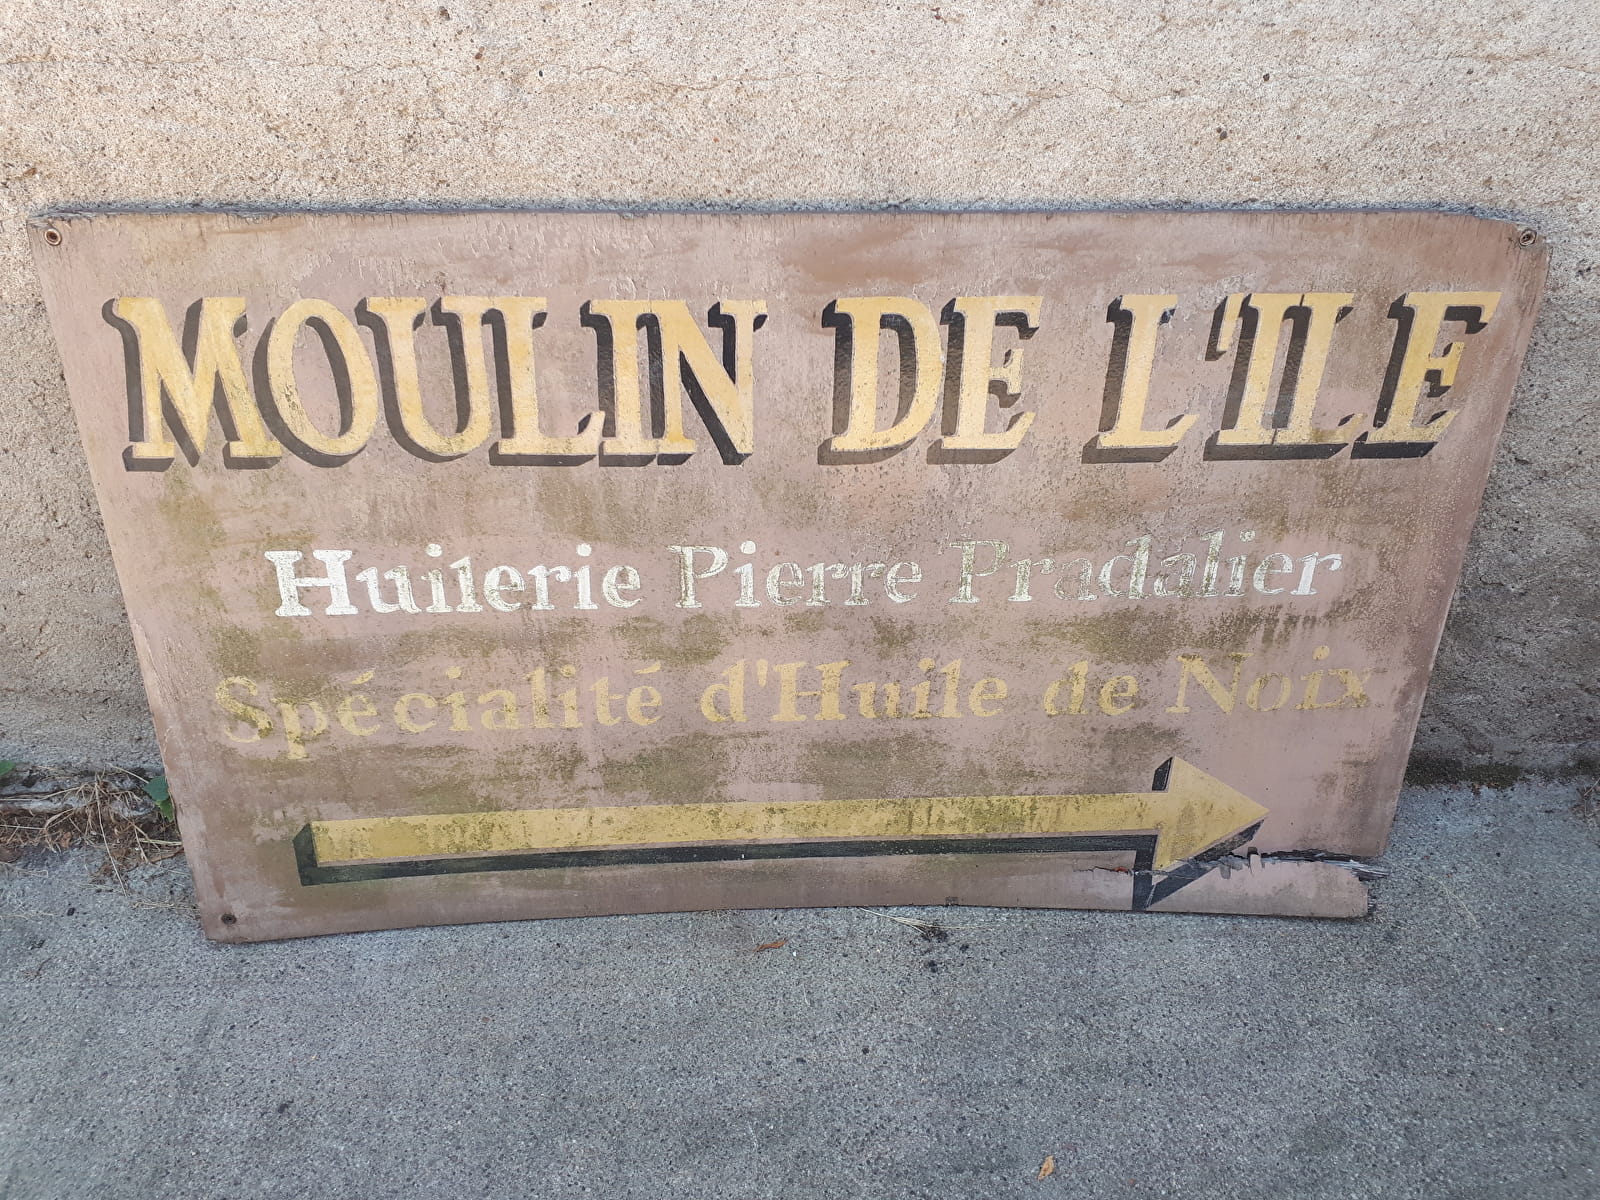 MOULIN DE L'ILE
Huilerie Pierre Pradalier
Spécialité d'Huile de Noix